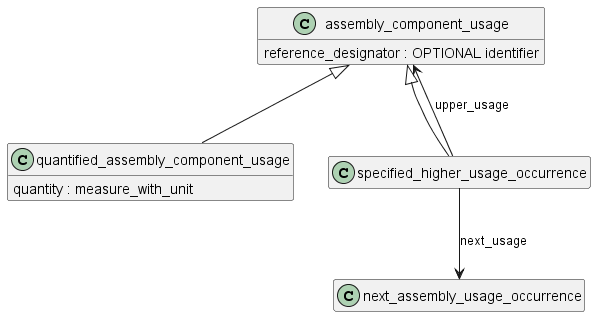 C assembly_component_usage
reference_designator : OPTIONAL identifier
upper_usage
C quantified_assembly_component_usage
quantity : measure_with_unit
C specified_higher_usage_occurrence
next_usage
C next_assembly_usage_occurrence